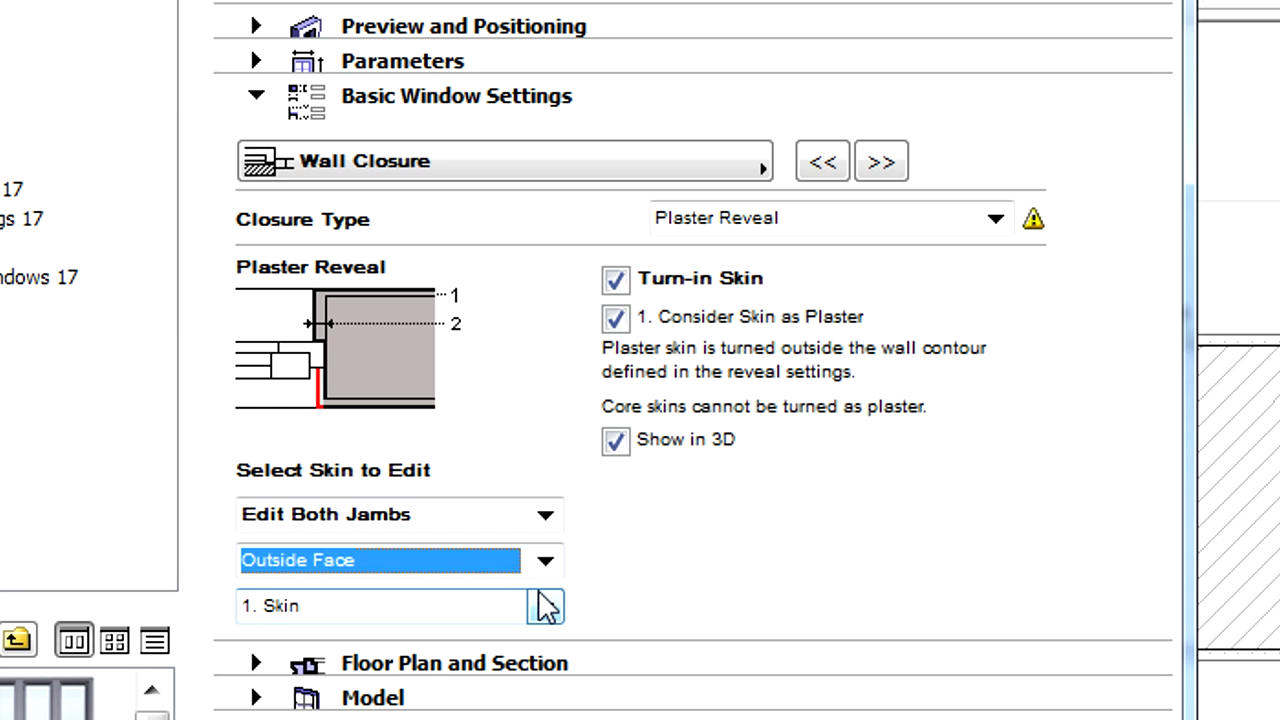 Preview and Positioning
Parameters
Basic Window Settings
Wall Closure
<< >>
17
Closure Type
Plaster Reveal
gs 17
Plaster Reveal
1
2
Turn-in Skin
1. Consider Skin as Plaster
Plaster skin is turned outside the wall contour
defined in the reveal settings.
Core skins cannot be turned as plaster.
Show in 3D
ndows 17
Select Skin to Edit
Edit Both Jambs
Outside Face
1. Skin
Floor Plan and Section
Model